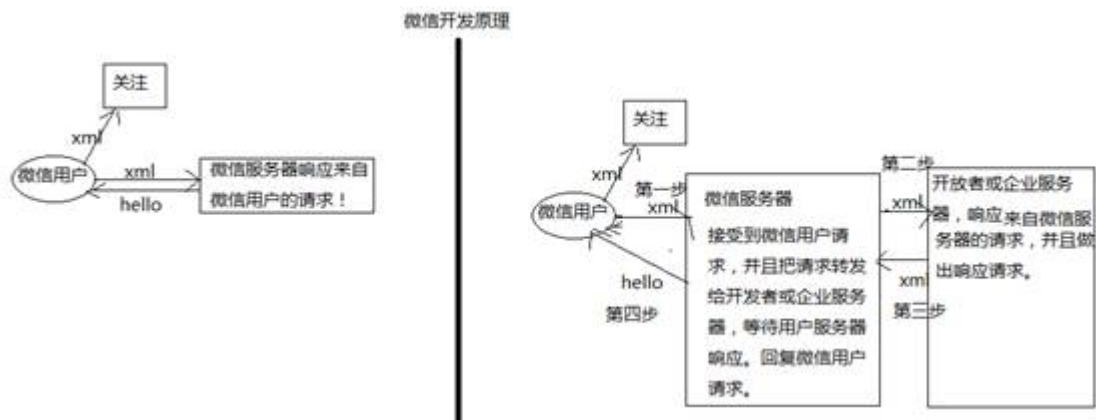 微信开发原理
关注
xml
微信用户
xml
hello
微信服务器响应来自
微信用户的请求！
关注
xml
微信用户
第一步
xml
hello
第四步
微信服务器
接受到微信用户请
求，并且把请求转发
给开发者或企业服务
器，等待用户服务器
响应。回复微信用户
请求。
第二步
xml
xml
第三步
开放者或企业服务
器，响应来自微信服
务器的请求，并且做
出响应请求。